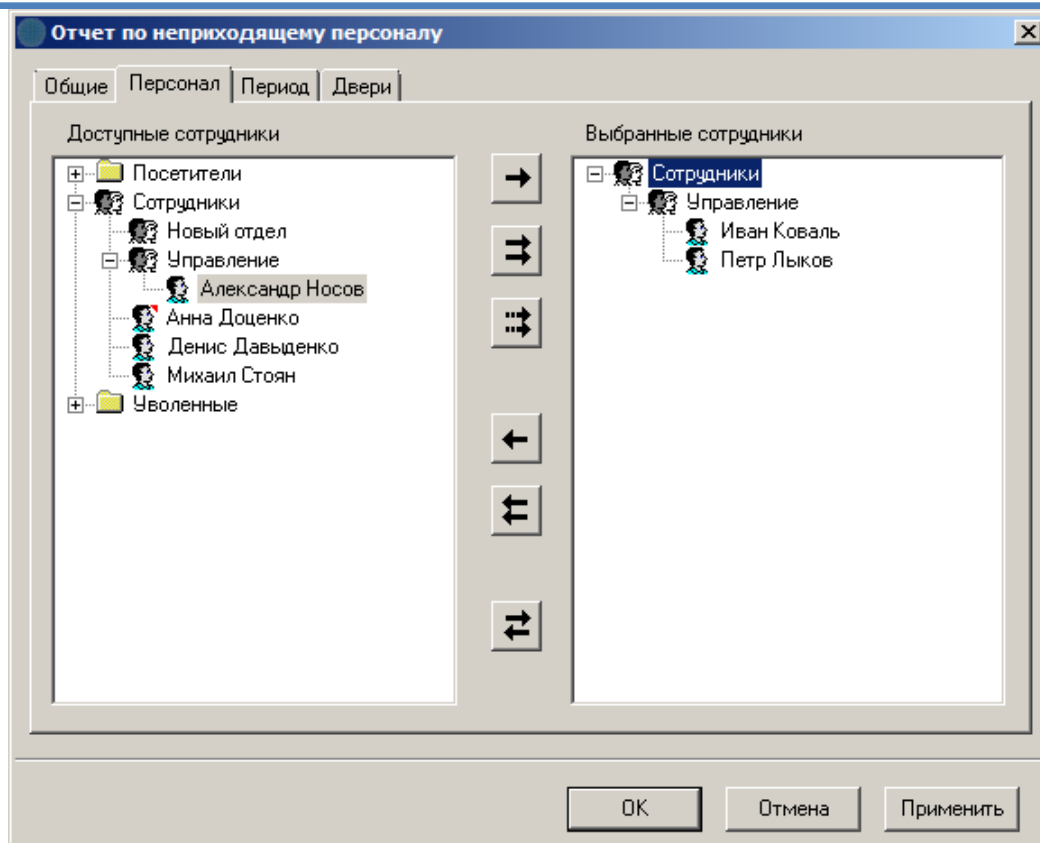 Отчет по неприходящему персоналу
Общие Персонал Период Двери
Доступные сотрудники
Посетители
Сотрудники
Новый отдел
Управление
Александр Носов
Анна Доценко
Денис Давыденко
Михаил Стоян
Уволенные
Выбранные сотрудники
Сотрудники
Управление
Иван Коваль
Петр Лыков
OK Отмена Применить